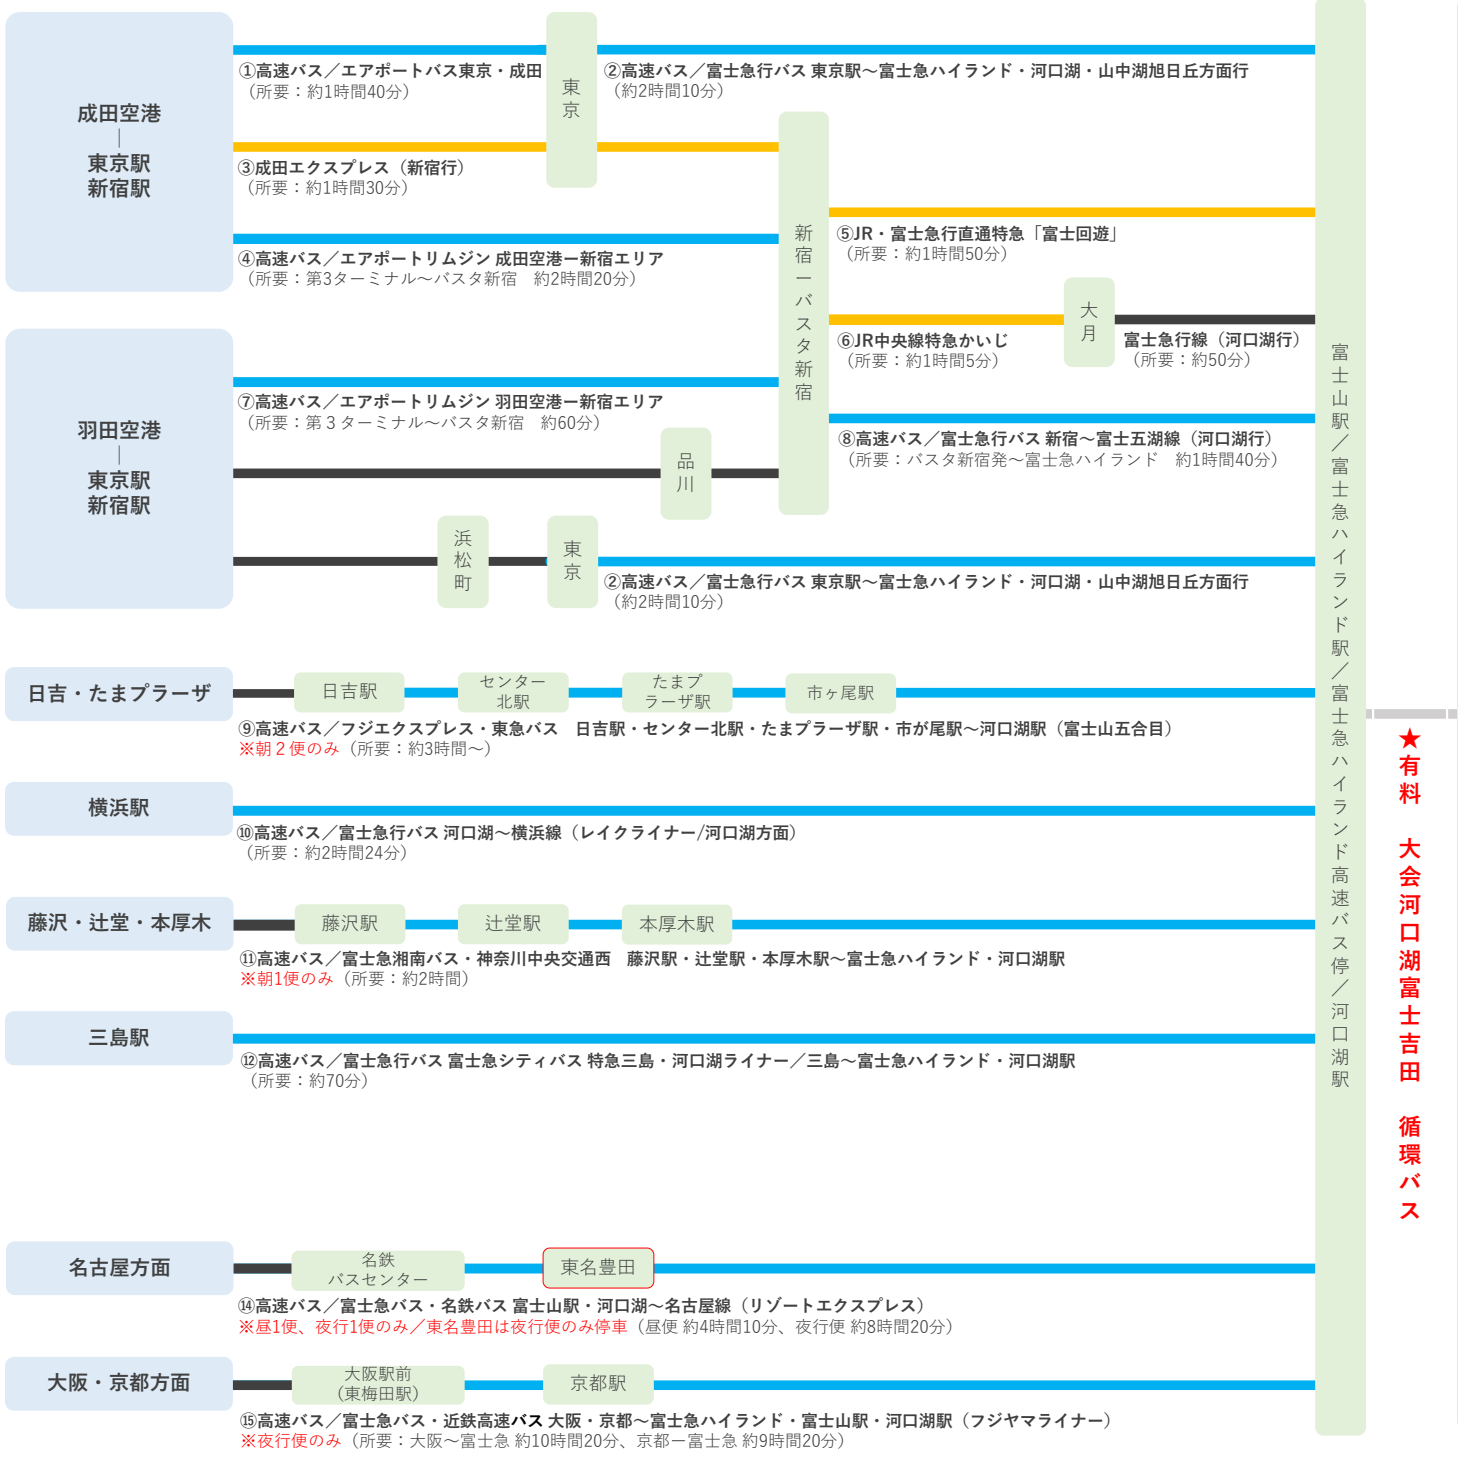 成田空港
｜
東京駅
新宿駅
①高速バス／エアポートバス東京・成田
（所要：約1時間40分）
東京
②高速バス／富士急行バス 東京駅～富士急ハイランド・河口湖・山中湖旭日丘方面行
（約2時間10分）
③成田エクスプレス（新宿行）
（所要：約1時間30分）
④高速バス／エアポートリムジン 成田空港ー新宿エリア
（所要：第3ターミナル～バスタ新宿　約2時間20分）
新宿ーバスタ新宿
⑤JR・富士急行直通特急「富士回遊」
（所要：約1時間50分）
⑥JR中央線特急かいじ
（所要：約1時間5分）
大月
富士急行線（河口湖行）
（所要：約50分）
羽田空港
｜
東京駅
新宿駅
⑦高速バス／エアポートリムジン 羽田空港ー新宿エリア
（所要：第３ターミナル～バスタ新宿　約60分）
⑧高速バス／富士急行バス 新宿～富士五湖線（河口湖行）
（所要：バスタ新宿発～富士急ハイランド　約1時間40分）
品川
浜松町
東京
②高速バス／富士急行バス 東京駅～富士急ハイランド・河口湖・山中湖旭日丘方面行
（約2時間10分）
日吉・たまプラーザ
日吉駅
センター
北駅
たまプ
ラーザ駅
市ヶ尾駅
⑨高速バス／フジエクスプレス・東急バス　日吉駅・センター北駅・たまプラーザ駅・市が尾駅～河口湖駅（富士山五合目）
※朝２便のみ（所要：約3時間～）
横浜駅
⑩高速バス／富士急行バス 河口湖～横浜線（レイクライナー/河口湖方面）
（所要：約2時間24分）
藤沢・辻堂・本厚木
藤沢駅
辻堂駅
本厚木駅
⑪高速バス／富士急湘南バス・神奈川中央交通西　藤沢駅・辻堂駅・本厚木駅～富士急ハイランド・河口湖駅
※朝1便のみ（所要：約2時間）
三島駅
⑫高速バス／富士急行バス 富士急シティバス 特急三島・河口湖ライナー／三島～富士急ハイランド・河口湖駅
（所要：約70分）
名古屋方面
名鉄
バスセンター
東名豊田
⑭高速バス／富士急バス・名鉄バス 富士山駅・河口湖～名古屋線（リゾートエクスプレス）
※昼1便、夜行1便のみ／東名豊田は夜行便のみ停車（昼便 約4時間10分、夜行便 約8時間20分）
大阪・京都方面
大阪駅前
（東梅田駅）
京都駅
⑮高速バス／富士急バス・近鉄高速バス 大阪・京都～富士急ハイランド・富士山駅・河口湖駅（フジヤマライナー）
※夜行便のみ（所要：大阪～富士急 約10時間20分、京都ー富士急 約9時間20分）
富士山駅／富士急ハイランド駅／富士急ハイランド高速バス停／河口湖駅
★有料　大会河口湖富士吉田　循環バス